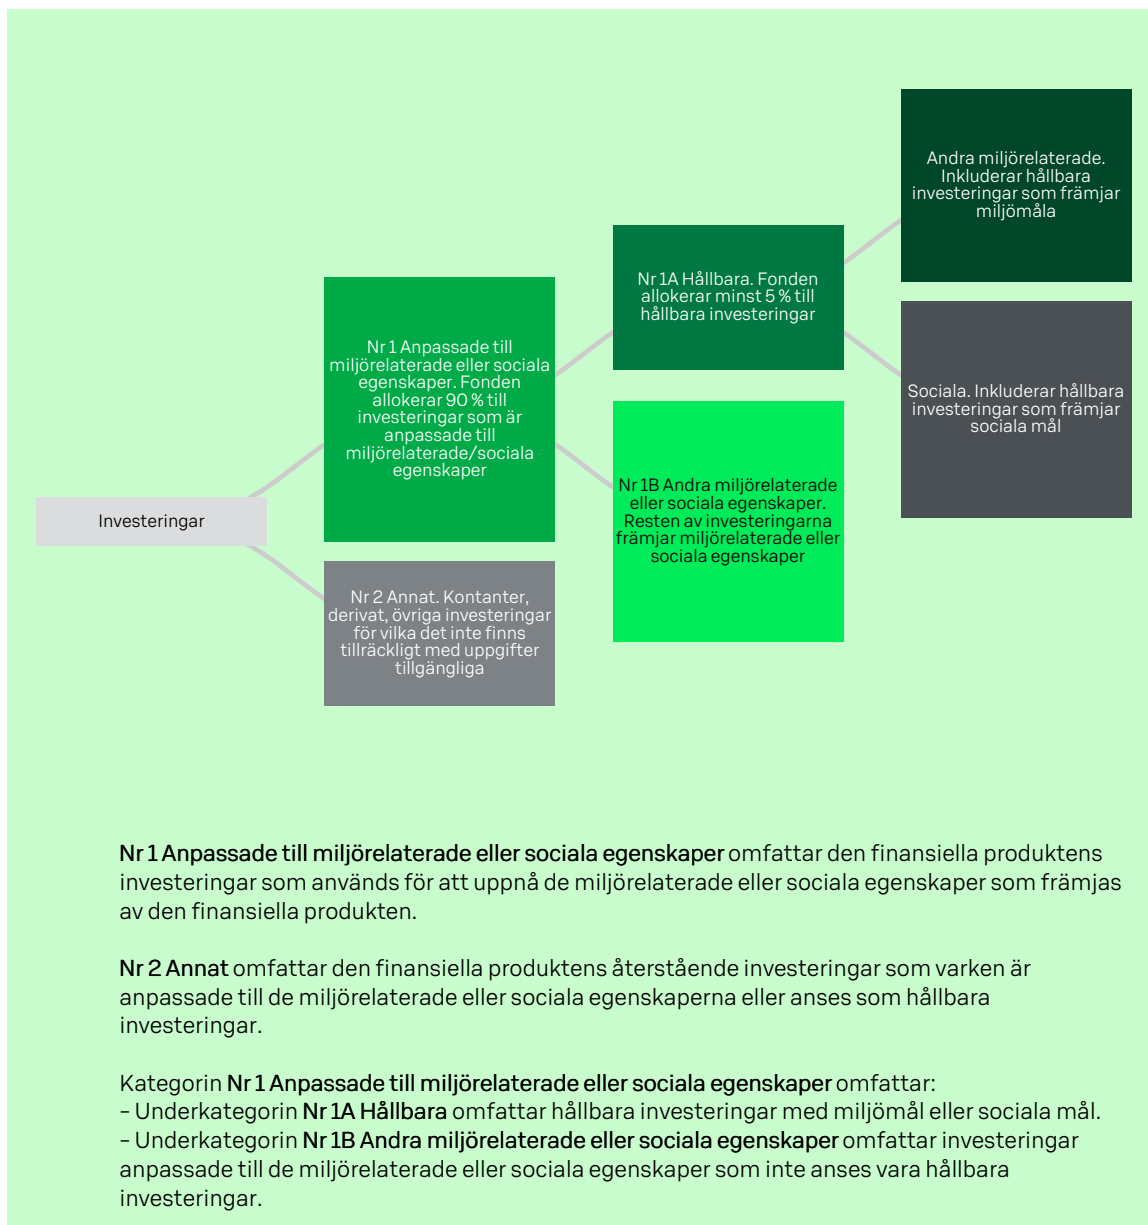 Andra miljörelaterade.
Inkluderar hållbara
investeringar som främjar
miljömåla
Nr 1A Hållbara. Fonden
allokerar minst 5 % till
hållbara investeringar
Nr 1 Anpassade till
miljörelaterade eller sociala
egenskaper. Fonden
allokerar 90 % till
investeringar som är
anpassade till
miljörelaterade/sociala
egenskaper
Sociala. Inkluderar hållbara
investeringar som främjar
sociala mål
Nr 1B Andra miljörelaterade
eller sociala egenskaper.
Resten av investeringarna
främjar miljörelaterade eller
sociala egenskaper
Investeringar
Nr 2 Annat. Kontanter,
derivat, övriga investeringar
för vilka det inte finns
tillräckligt med uppgifter
tillgängliga
Nr 1 Anpassade till miljörelaterade eller sociala egenskaper omfattar den finansiella produktens
investeringar som används för att uppnå de miljörelaterade eller sociala egenskaper som främjas
av den finansiella produkten.
Nr 2 Annat omfattar den finansiella produktens återstående investeringar som varken är
anpassade till de miljörelaterade eller sociala egenskaperna eller anses som hållbara
investeringar.
Kategorin Nr 1 Anpassade till miljörelaterade eller sociala egenskaper omfattar:
- Underkategorin Nr 1A Hållbara omfattar hållbara investeringar med miljömål eller sociala mål.
- Underkategorin Nr 1B Andra miljörelaterade eller sociala egenskaper omfattar investeringar
anpassade till de miljörelaterade eller sociala egenskaper som inte anses vara hållbara
investeringar.